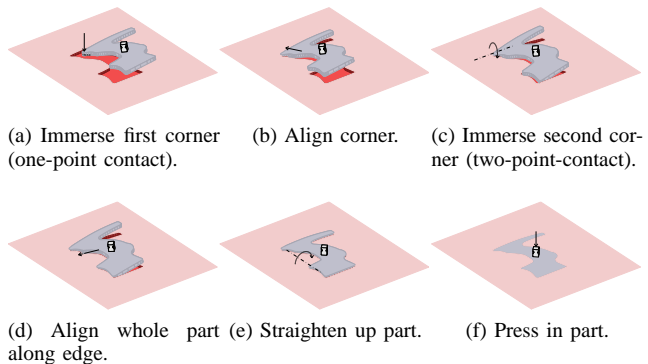 (a) Immerse first corner
(one-point contact).
(b) Align corner.
(c) Immerse second cor-
ner (two-point-contact).
(d) Align whole part
along edge.
(e) Straighten up part.
(f) Press in part.